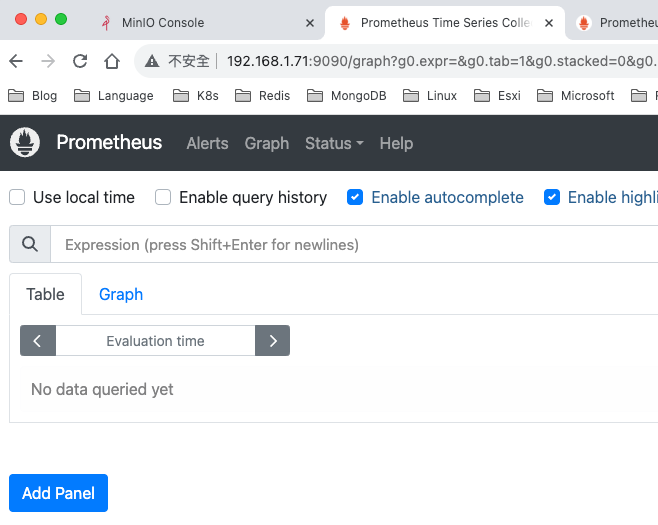 MinIO Console
Prometheus Time Series Colle
Prometheu
不安全 192.168.1.71:9090/graph?g0.expr=&g0.tab=1&g0.stacked=0&g0.
Blog Language K8s Redis MongoDB Linux Esxi Microsoft
Prometheus Alerts Graph Status Help
Use local time Enable query history Enable autocomplete Enable highli
Expression (press Shift+Enter for newlines)
Table Graph
Evaluation time
No data queried yet
Add Panel